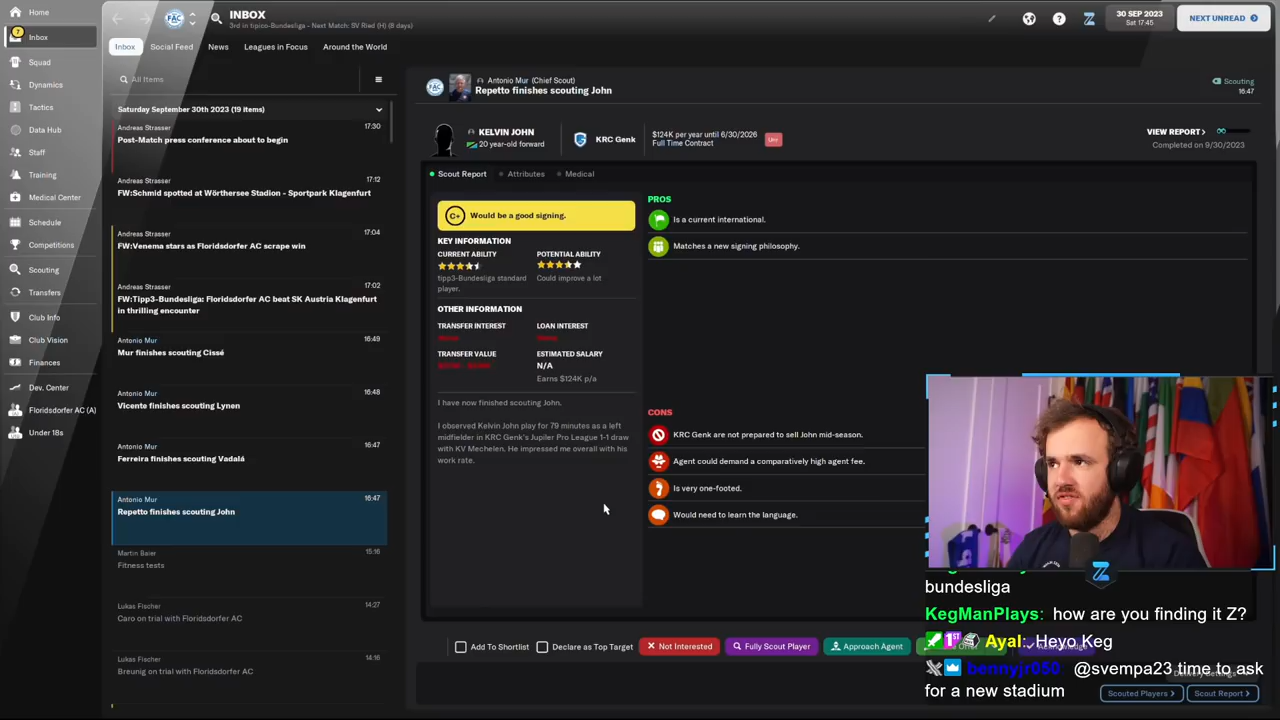 Home
7
Inbox
Squad
Dynamics
Tactics
Data Hub
Staff
Training
Medical Center
Schedule
Competitions
Scouting
Transfers
Club Info
Club Vision
Finances
Dev. Center
Floridsdorfer AC (A)
Under 18s
FAC
INBOX
3rd in tipico-Bundesliga - Next Match: SV Ried (H) (8 days)
30 SEP 2023
Sat 17:45
NEXT UNREAD
Inbox
Social Feed
News
Leagues in Focus
Around the World
All Items
Saturday September 30th 2023 (19 items)
Andreas Strasser 17:30
Post-Match press conference about to begin
Andreas Strasser 17:12
FW:Schmid spotted at Wörthersee Stadion - Sportpark Klagenfurt
Andreas Strasser 17:04
FW:Venema stars as Floridsdorfer AC scrape win
Andreas Strasser 17:02
FW:Tipp3-Bundesliga: Floridsdorfer AC beat SK Austria Klagenfurt
in thrilling encounter
Antonio Mur 16:49
Mur finishes scouting Cissé
Antonio Mur 16:48
Vicente finishes scouting Lynen
Antonio Mur 16:47
Ferreira finishes scouting Vadalá
Antonio Mur 16:47
Repetto finishes scouting John
Martin Baier 15:16
Fitness tests
Lukas Fischer 14:27
Caro on trial with Floridsdorfer AC
Lukas Fischer 14:16
Breunig on trial with Floridsdorfer AC
FAC
Antonio Mur (Chief Scout)
Repetto finishes scouting John
Scouting
16:47
KELVIN JOHN
20 year-old forward
KRC Genk
$124K per year until 6/30/2026
Full Time Contract
VIEW REPORT
Completed on 9/30/2023
Scout Report
Attributes
Medical
C+
Would be a good signing.
KEY INFORMATION
CURRENT ABILITY
POTENTIAL ABILITY
tipp3-Bundesliga standard
player.
Could improve a lot
OTHER INFORMATION
TRANSFER INTEREST
LOAN INTEREST
TRANSFER VALUE
ESTIMATED SALARY
N/A
Earns $124K p/a
I have now finished scouting John.
I observed Kelvin John play for 79 minutes as a left
midfielder in KRC Genk's Jupiler Pro League 1-1 draw
with KV Mechelen. He impressed me overall with his
work rate.
PROS
Is a current international.
Matches a new signing philosophy.
CONS
KRC Genk are not prepared to sell John mid-season.
Agent could demand a comparatively high agent fee.
Is very one-footed.
Would need to learn the language.
Add To Shortlist
Declare as Top Target
Not Interested
Fully Scout Player
Approach Agent
Scouted Players
Scout Report
bundesliga
KegManPlays: how are you finding it Z?
1ST Ayal: Heyo Keg
bennyjr050 @svempa23 time to ask
for a new stadium